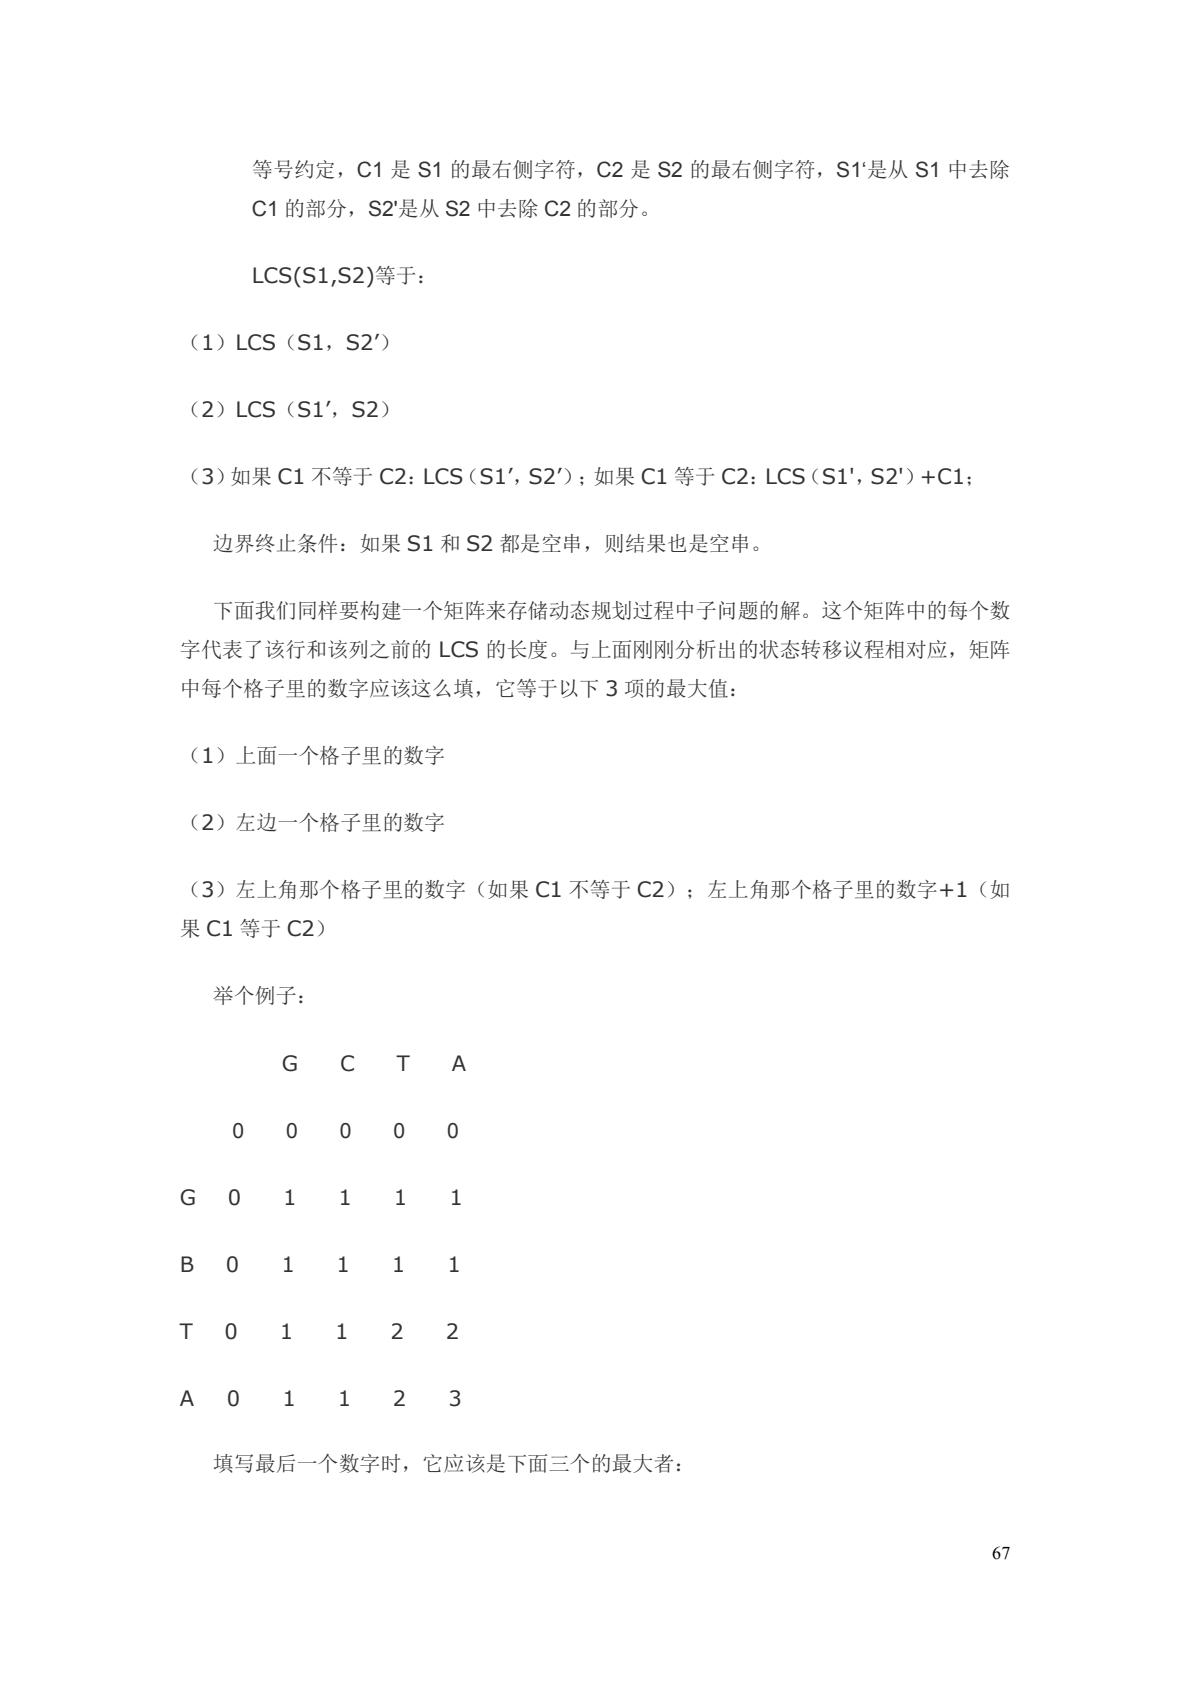 等号约定，C1 是 S1 的最右侧字符，C2 是 S2 的最右侧字符，S1‘是从 S1 中去除
C1 的部分，S2'是从 S2 中去除 C2 的部分。
LCS(S1,S2)等于：
（1）LCS（S1，S2′）
（2）LCS（S1′，S2）
（3）如果 C1 不等于 C2：LCS（S1′，S2′）；如果 C1 等于 C2：LCS（S1'，S2'）+C1；
边界终止条件：如果 S1 和 S2 都是空串，则结果也是空串。
下面我们同样要构建一个矩阵来存储动态规划过程中子问题的解。这个矩阵中的每个数
字代表了该行和该列之前的 LCS 的长度。与上面刚刚分析出的状态转移议程相对应，矩阵
中每个格子里的数字应该这么填，它等于以下 3 项的最大值：
（1）上面一个格子里的数字
（2）左边一个格子里的数字
（3）左上角那个格子里的数字（如果 C1 不等于 C2）；左上角那个格子里的数字+1（如
果 C1 等于 C2）
举个例子：
G C T A
0 0 0 0 0
G 0 1 1 1 1
B 0 1 1 1 1
T 0 1 1 2 2
A 0 1 1 2 3
填写最后一个数字时，它应该是下面三个的最大者：
67